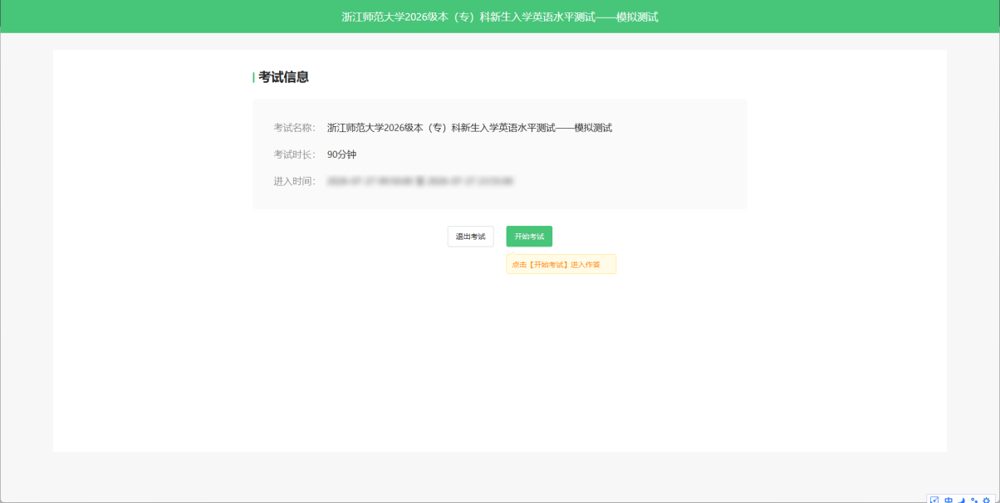 浙江师范大学2026级本（专）科新生入学英语水平测试——模拟测试
考试信息
考试名称： 浙江师范大学2026级本（专）科新生入学英语水平测试——模拟测试
考试时长： 90分钟
进入时间：
退出考试 开始考试
点击【开始考试】进入作答
中